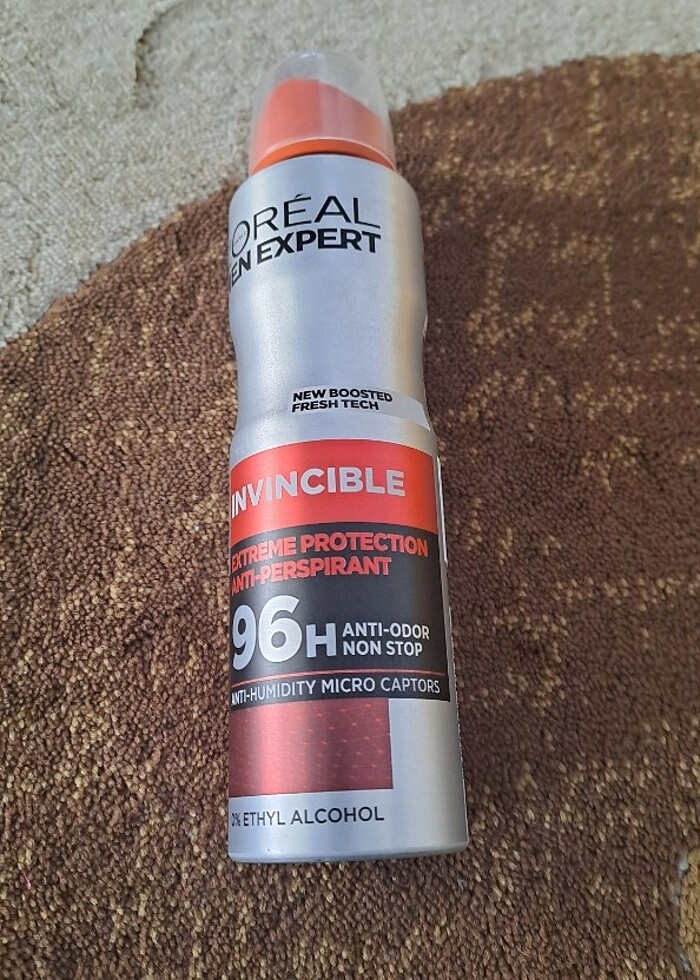 ORÉAL
EN EXPERT
NEW BOOSTED
FRESH TECH
INVINCIBLE
EXTREME PROTECTION
ANTI-PERSPIRANT
96H ANTI-ODOR
NON STOP
ANTI-HUMIDITY MICRO CAPTORS
0% ETHYL ALCOHOL